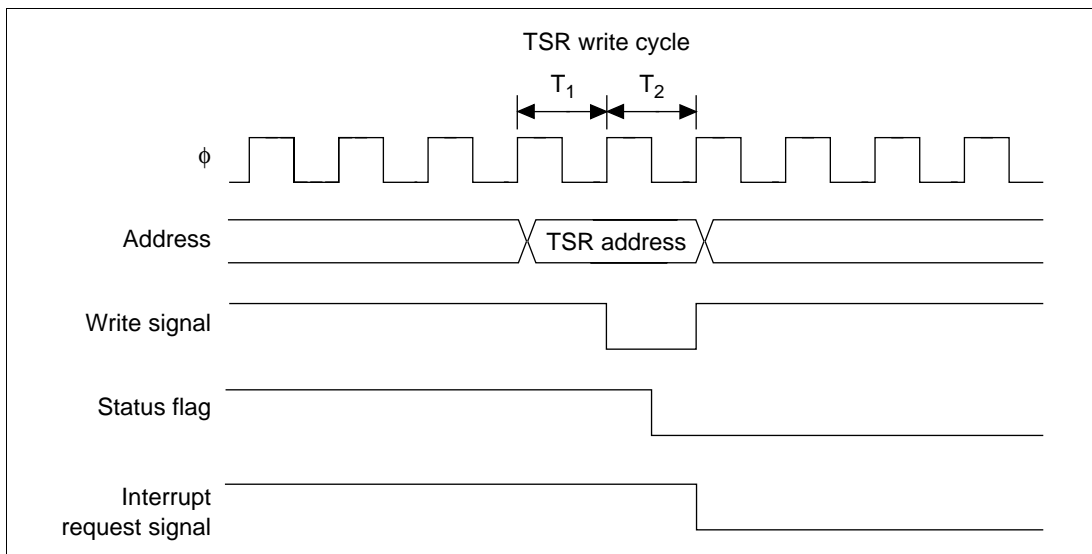 TSR write cycle
T1 T2
ϕ
Address
TSR address
Write signal
Status flag
Interrupt
request signal